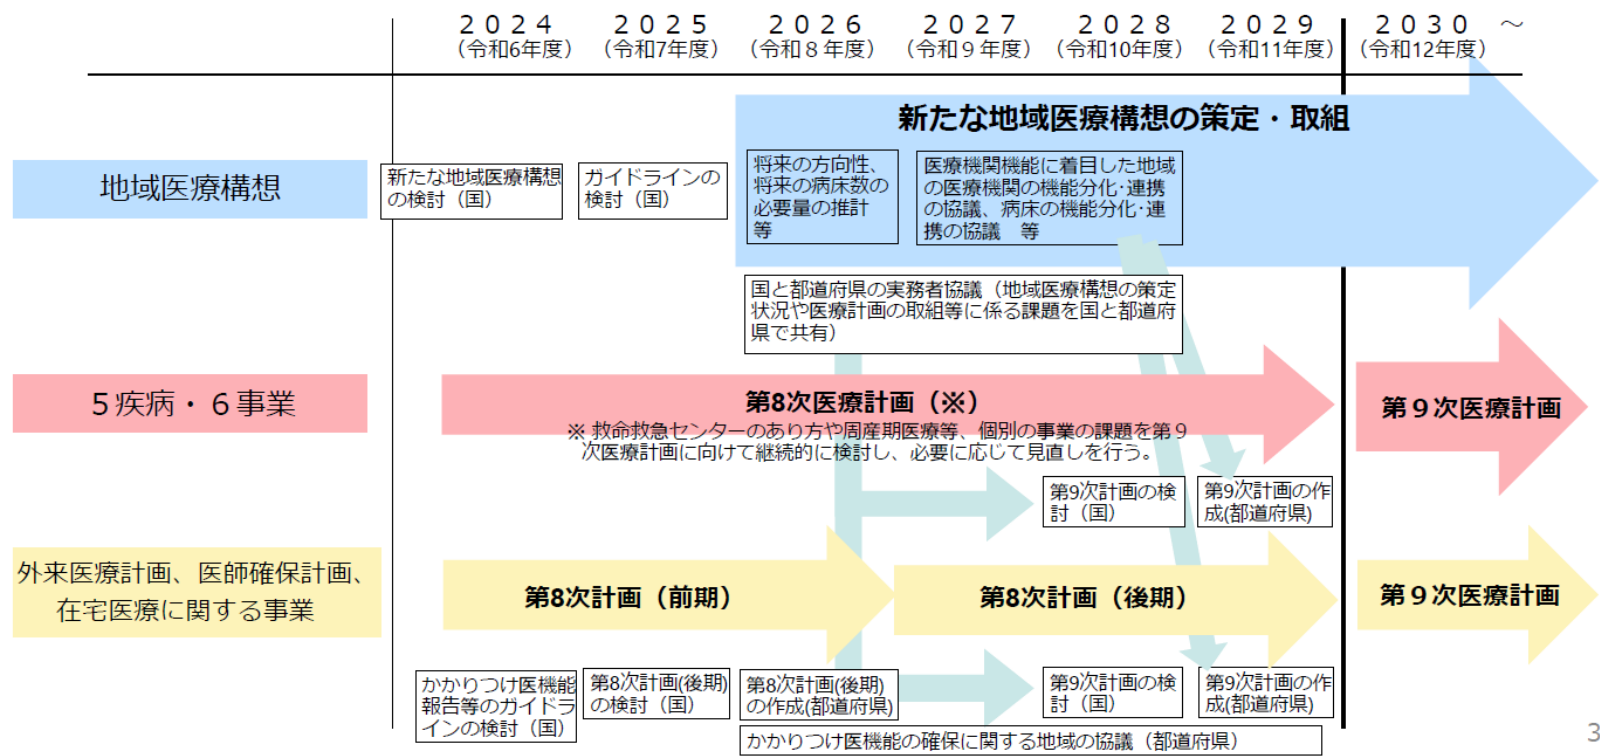 ２０２４ ２０２５ ２０２６ ２０２７ ２０２８ ２０２９ ２０３０ ～
（令和6年度） （令和7年度） （令和８年度） （令和９年度） （令和10年度） （令和11年度） （令和12年度）
新たな地域医療構想の策定・取組
地域医療構想
新たな地域医療構想
の検討（国）
ガイドラインの
検討（国）
将来の方向性、
将来の病床数の
必要量の推計
等
医療機関機能に着目した地域
の医療機関の機能分化･連携
の協議、病床の機能分化･連
携の協議　等
国と都道府県の実務者協議（地域医療構想の策定
状況や医療計画の取組等に係る課題を国と都道府
県で共有）
５疾病・６事業
第8次医療計画（※）
※ 救命救急センターのあり方や周産期医療等、個別の事業の課題を第９
次医療計画に向けて継続的に検討し、必要に応じて見直しを行う。
第９次医療計画
第9次計画の検
討（国）
第9次計画の作
成(都道府県)
外来医療計画、医師確保計画、
在宅医療に関する事業
第8次計画（前期）
第8次計画（後期）
第９次医療計画
かかりつけ医機能
報告等のガイドラ
インの検討（国）
第8次計画(後期)
の検討（国）
第8次計画(後期)
の作成(都道府県)
第9次計画の検
討（国）
第9次計画の作
成(都道府県)
かかりつけ医機能の確保に関する地域の協議（都道府県）
3